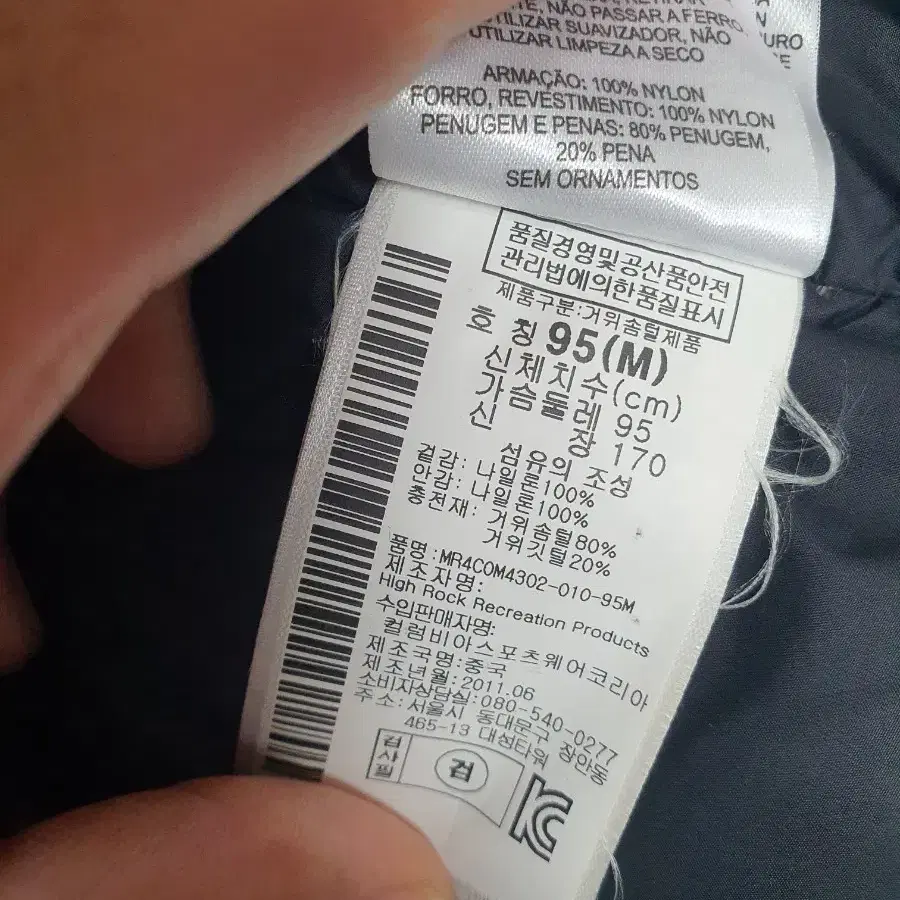 NÃO PASSAR A FERRO
UTILIZAR SUAVIZADOR, NÃO
UTILIZAR LIMPEZA A SECO
ARMAÇÃO: 100% NYLON
FORRO, REVESTIMENTO: 100% NYLON
PENUGEM E PENAS: 80% PENUGEM,
20% PENA
SEM ORNAMENTOS
품질경영및공산품안전
관리법에의한품질표시
제품구분:거위솜털제품
호 칭 95(M)
신체치수(cm)
가슴둘레 95
신 장 170
섬유의 조성
겉감: 나일론100%
안감: 나일론100%
충전재: 거위솜털80%
거위깃털20%
품명:MR4COM4302-010-95M
제조자명:
High Rock Recreation Products
수입판매자명:
컬럼비아스포츠웨어코리아
제조국명:중국
제조년월:2011.06
소비자상담실:080-540-0277
주소:서울시 동대문구 장안동
465-13 대성타워
검사필
검